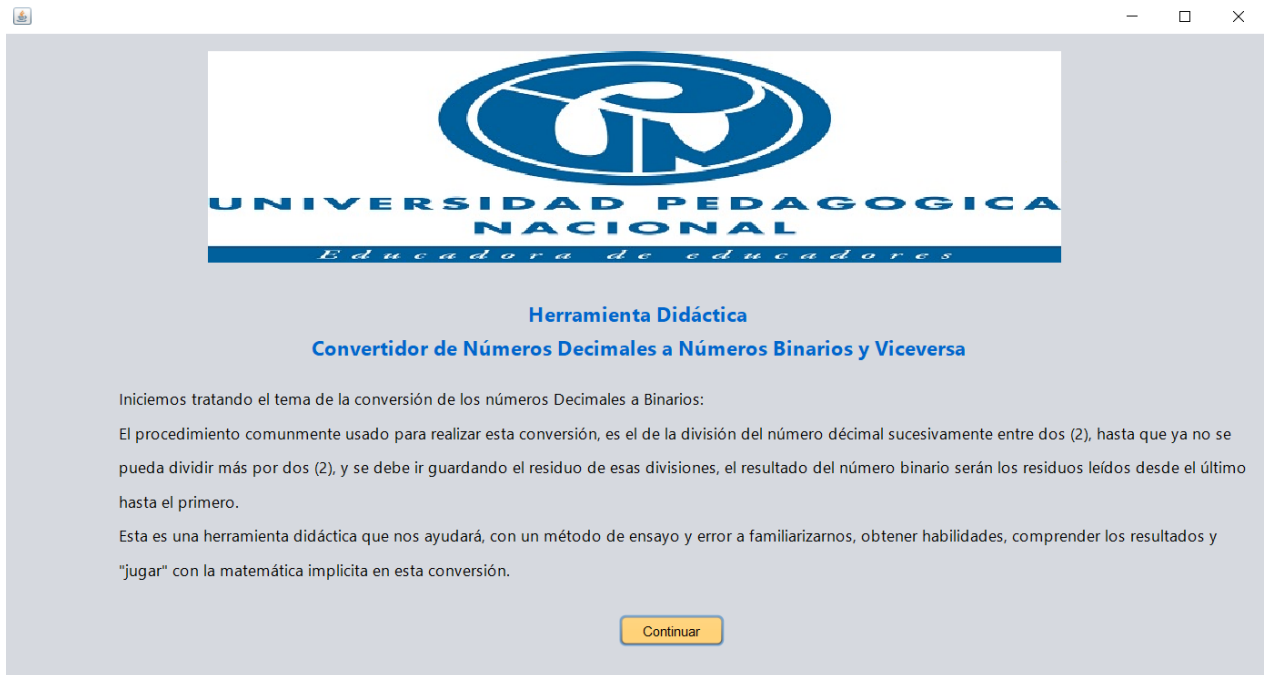 UNIVERSIDAD PEDAGOGICA
NACIONAL
Educadora de educadores
Herramienta Didáctica
Convertidor de Números Decimales a Números Binarios y Viceversa
Iniciemos tratando el tema de la conversión de los números Decimales a Binarios:
El procedimiento comunmente usado para realizar esta conversión, es el de la división del número décimal sucesivamente entre dos (2), hasta que ya no se
pueda dividir más por dos (2), y se debe ir guardando el residuo de esas divisiones, el resultado del número binario serán los residuos leídos desde el último
hasta el primero.
Esta es una herramienta didáctica que nos ayudará, con un método de ensayo y error a familiarizarnos, obtener habilidades, comprender los resultados y
"jugar" con la matemática implicita en esta conversión.
Continuar